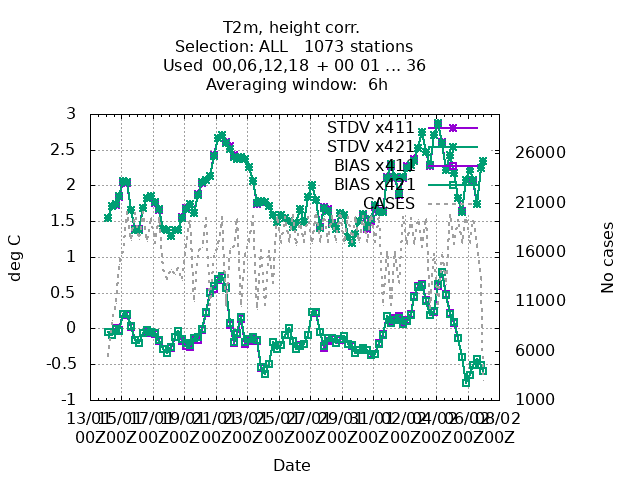 T2m, height corr.
Selection: ALL   1073 stations
Used  00,06,12,18  + 00 01 ... 36
Averaging window:  6h
STDV x411
STDV x421
BIAS x411
BIAS x421
CASES
3
2.5
2
1.5
1
0.5
0
-0.5
-1
26000
21000
16000
11000
6000
1000
deg C
No cases
13/01 15/01 17/01 19/01 21/01 23/01 25/01 27/01 29/01 31/01 02/02 04/02 06/02 08/02
00Z 00Z 00Z 00Z 00Z 00Z 00Z 00Z 00Z 00Z 00Z 00Z 00Z 00Z
Date